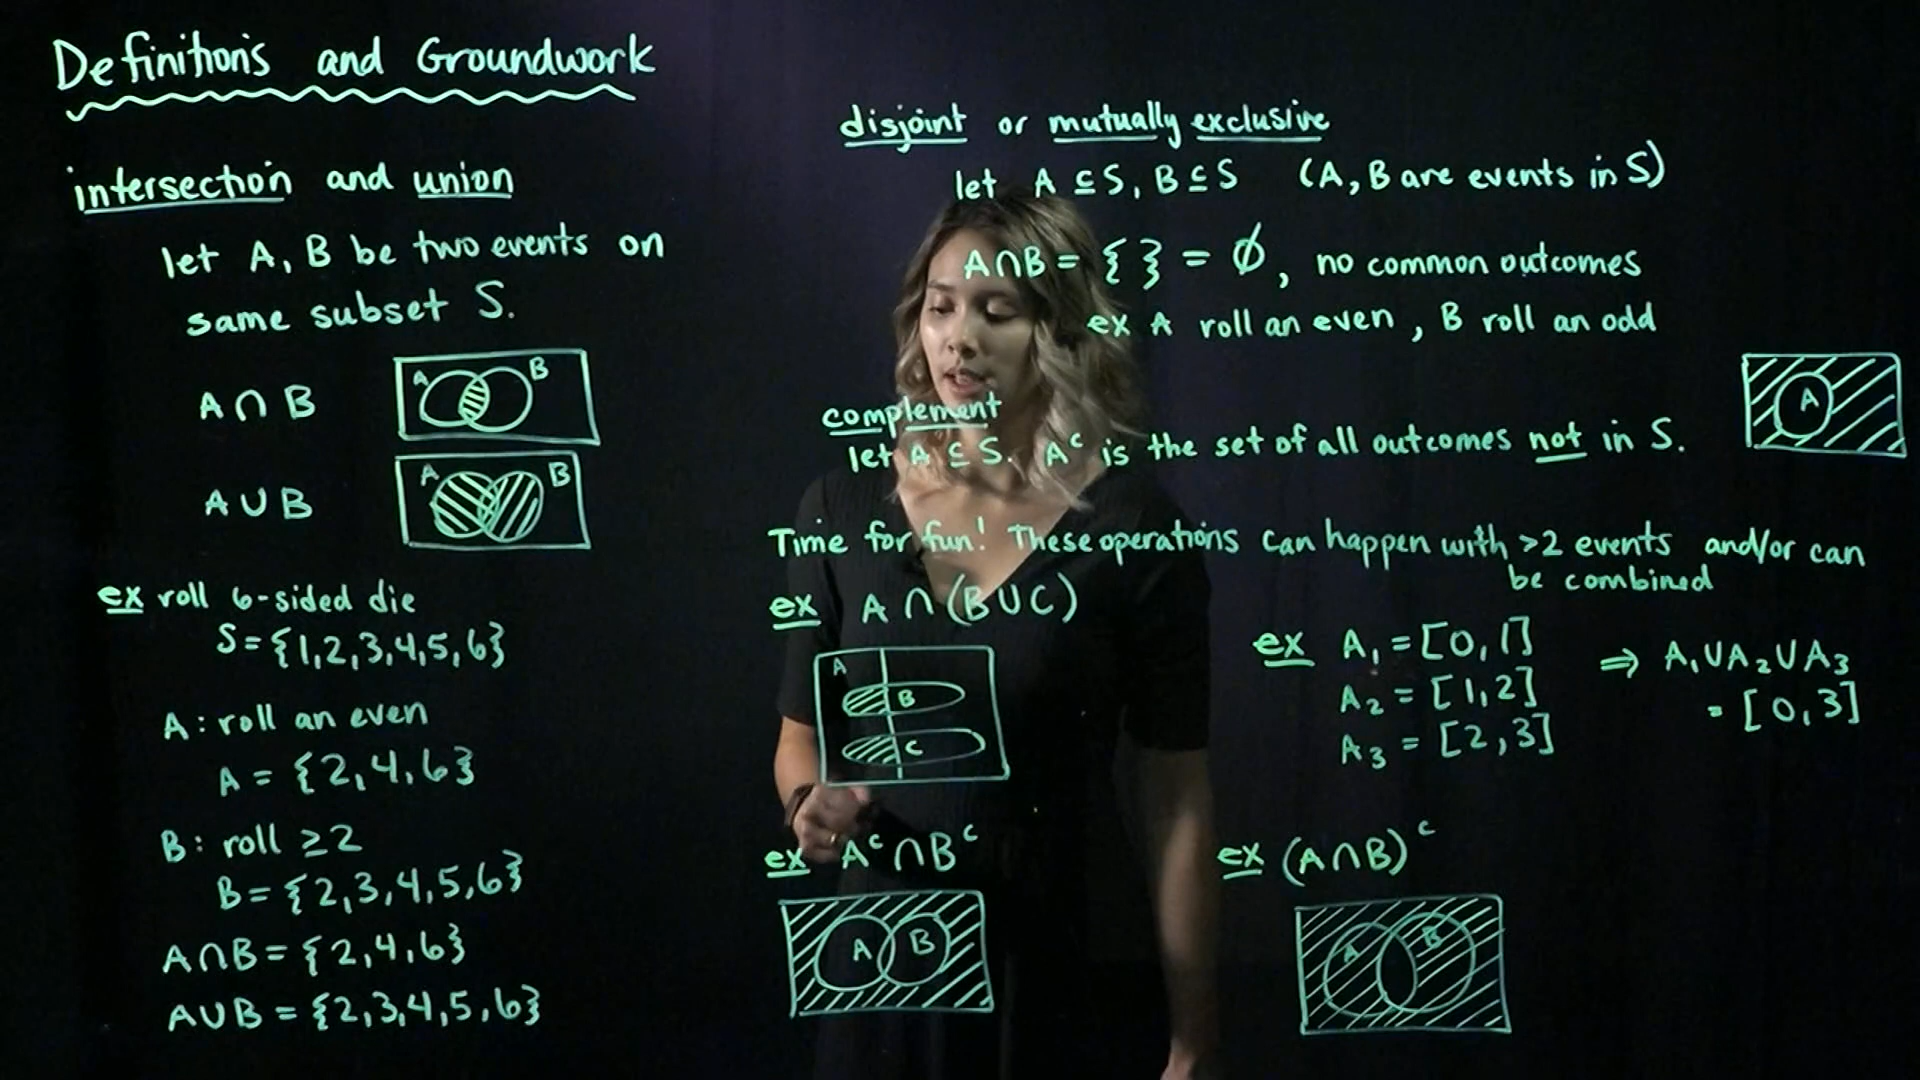 Definitions and Groundwork
intersection and union
let A, B be two events on
same subset S.
A ∩ B
A B
A ∪ B
A B
ex roll 6-sided die
S = {1,2,3,4,5,6}
A: roll an even
A = {2,4,6}
B: roll ≥2
B = {2,3,4,5,6}
A∩B = {2,4,6}
A∪B = {2,3,4,5,6}
disjoint or mutually exclusive
let A ⊆ S, B ⊆ S (A, B are events in S)
A∩B = { } = ∅, no common outcomes
ex A roll an even, B roll an odd
complement
let A ⊆ S. Aᶜ is the set of all outcomes not in S.
A
Time for fun! These operations can happen with >2 events and/or can
be combined
ex A ∩ (B ∪ C)
A
B
C
ex A₁ = [0,1]
A₂ = [1,2]
A₃ = [2,3]
⇒ A₁∪A₂∪A₃
= [0,3]
ex Aᶜ ∩ Bᶜ
A B
ex (A∩B)ᶜ
A B